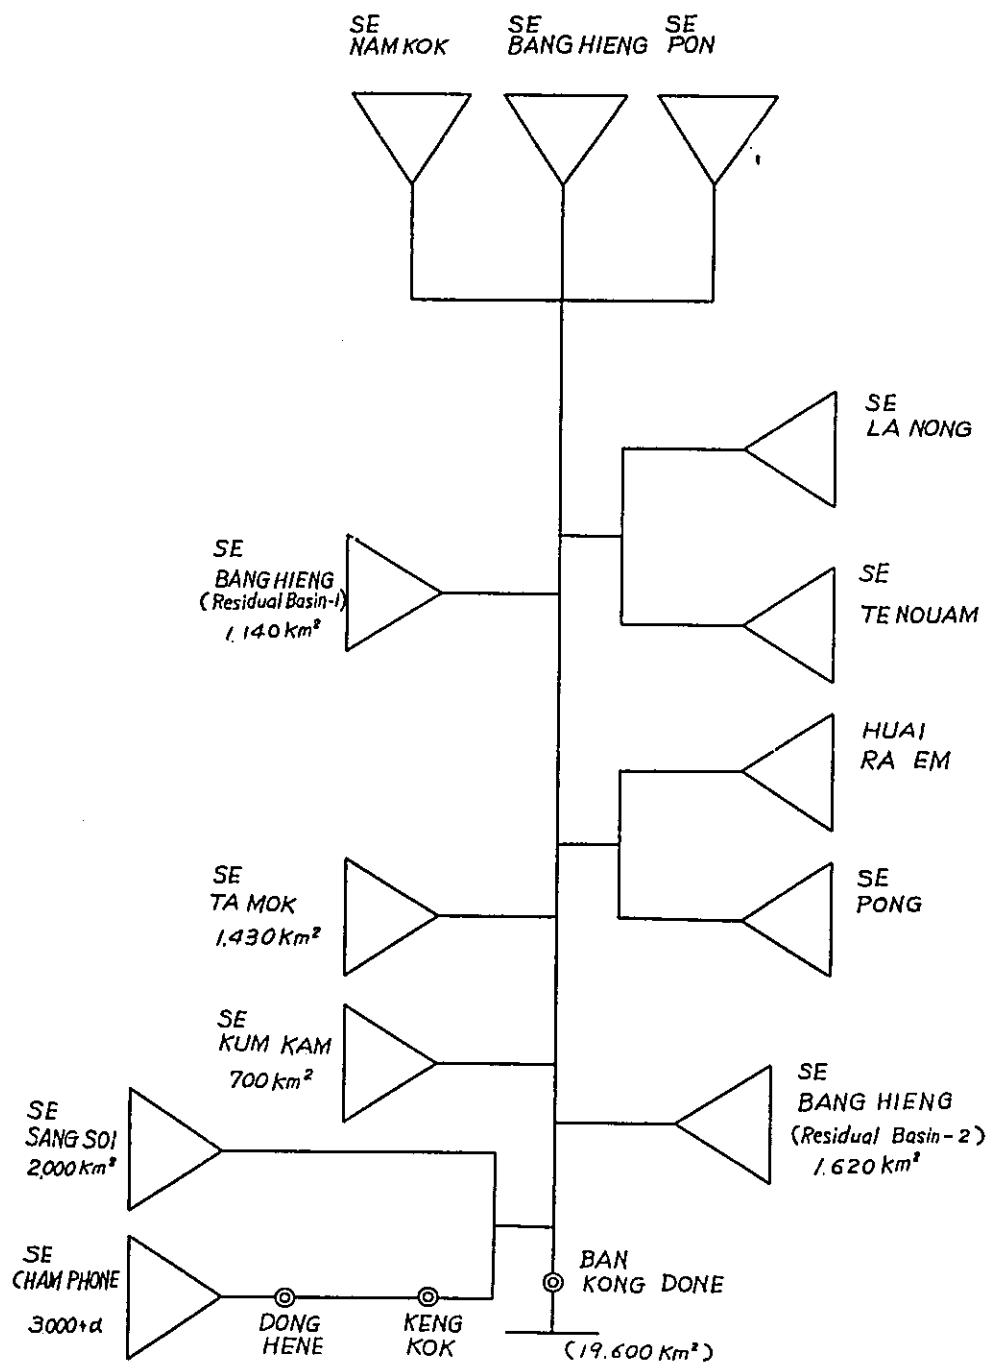 SE
NAM KOK
SE
BANG HIENG
SE
PON
SE
LA NONG
SE
BANG HIENG
(Residual Basin-1)
1.140 km²
SE
TE NOUAM
HUAI
RA EM
SE
TA MOK
1.430 km²
SE
PONG
SE
KUM KAM
700 km²
SE
BANG HIENG
(Residual Basin-2)
1.620 km²
SE
SANG SOI
2,000 km²
SE
CHAM PHONE
3000+α
DONG
HENE
KENG
KOK
BAN
KONG DONE
(19.600 Km²)